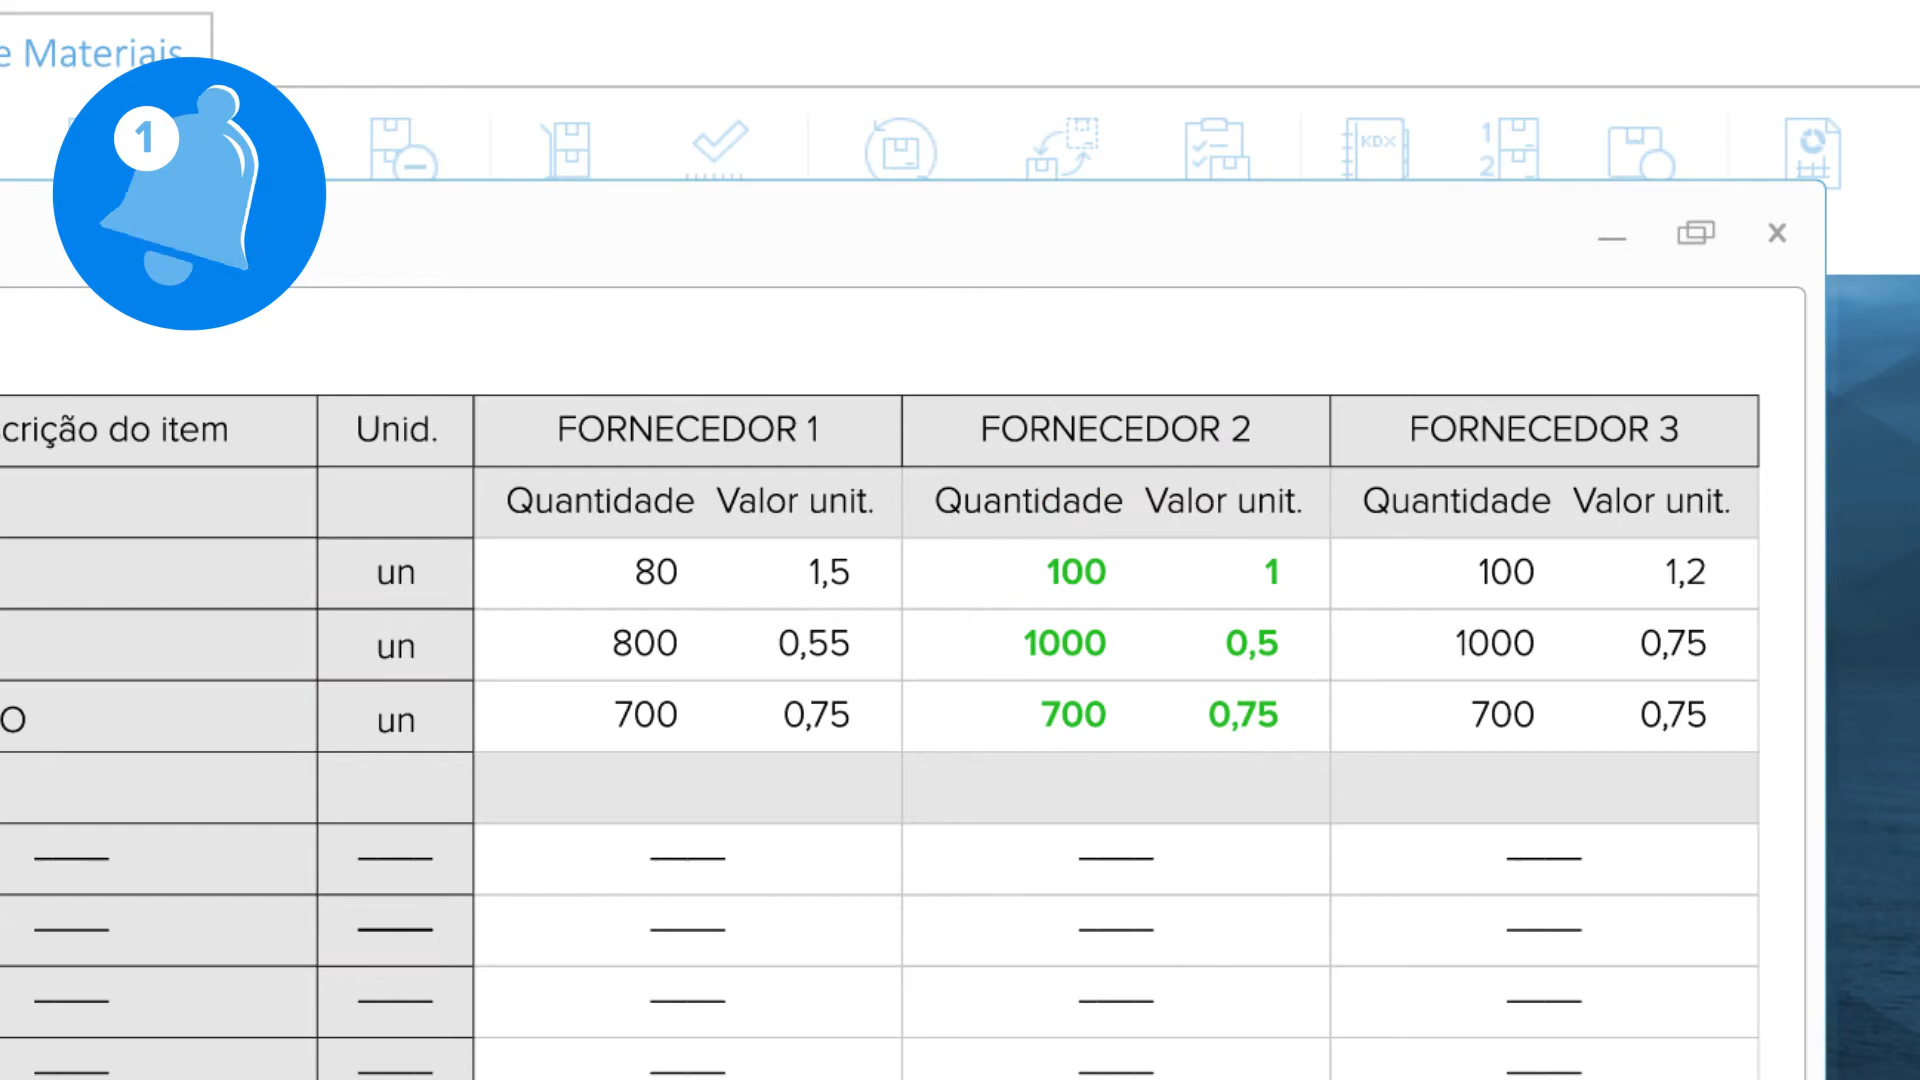 e Materiais
1
KDX
1
2
crição do item Unid. FORNECEDOR 1 FORNECEDOR 2 FORNECEDOR 3
Quantidade Valor unit. Quantidade Valor unit. Quantidade Valor unit.
un 80 1,5 100 1 100 1,2
un 800 0,55 1000 0,5 1000 0,75
O un 700 0,75 700 0,75 700 0,75